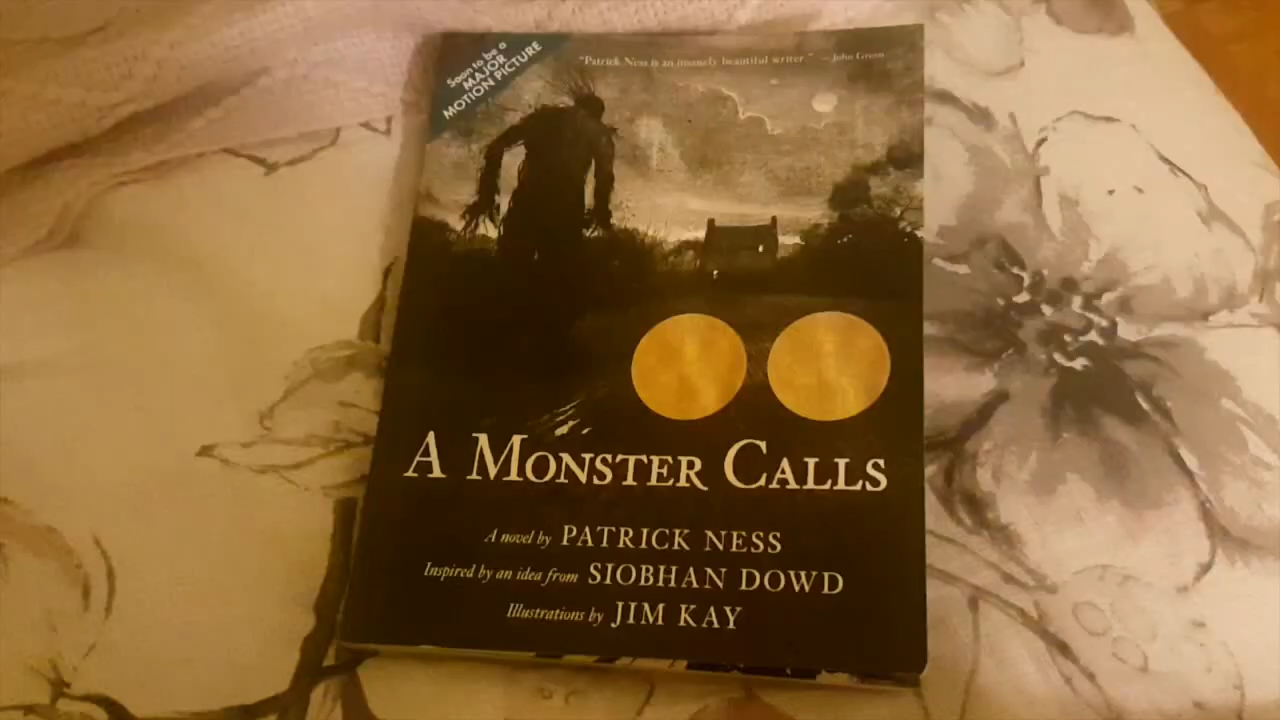 Soon to be a
MAJOR
MOTION PICTURE
"Patrick Ness is an insanely beautiful writer." — John Green
A MONSTER CALLS
A novel by PATRICK NESS
Inspired by an idea from SIOBHAN DOWD
Illustrations by JIM KAY